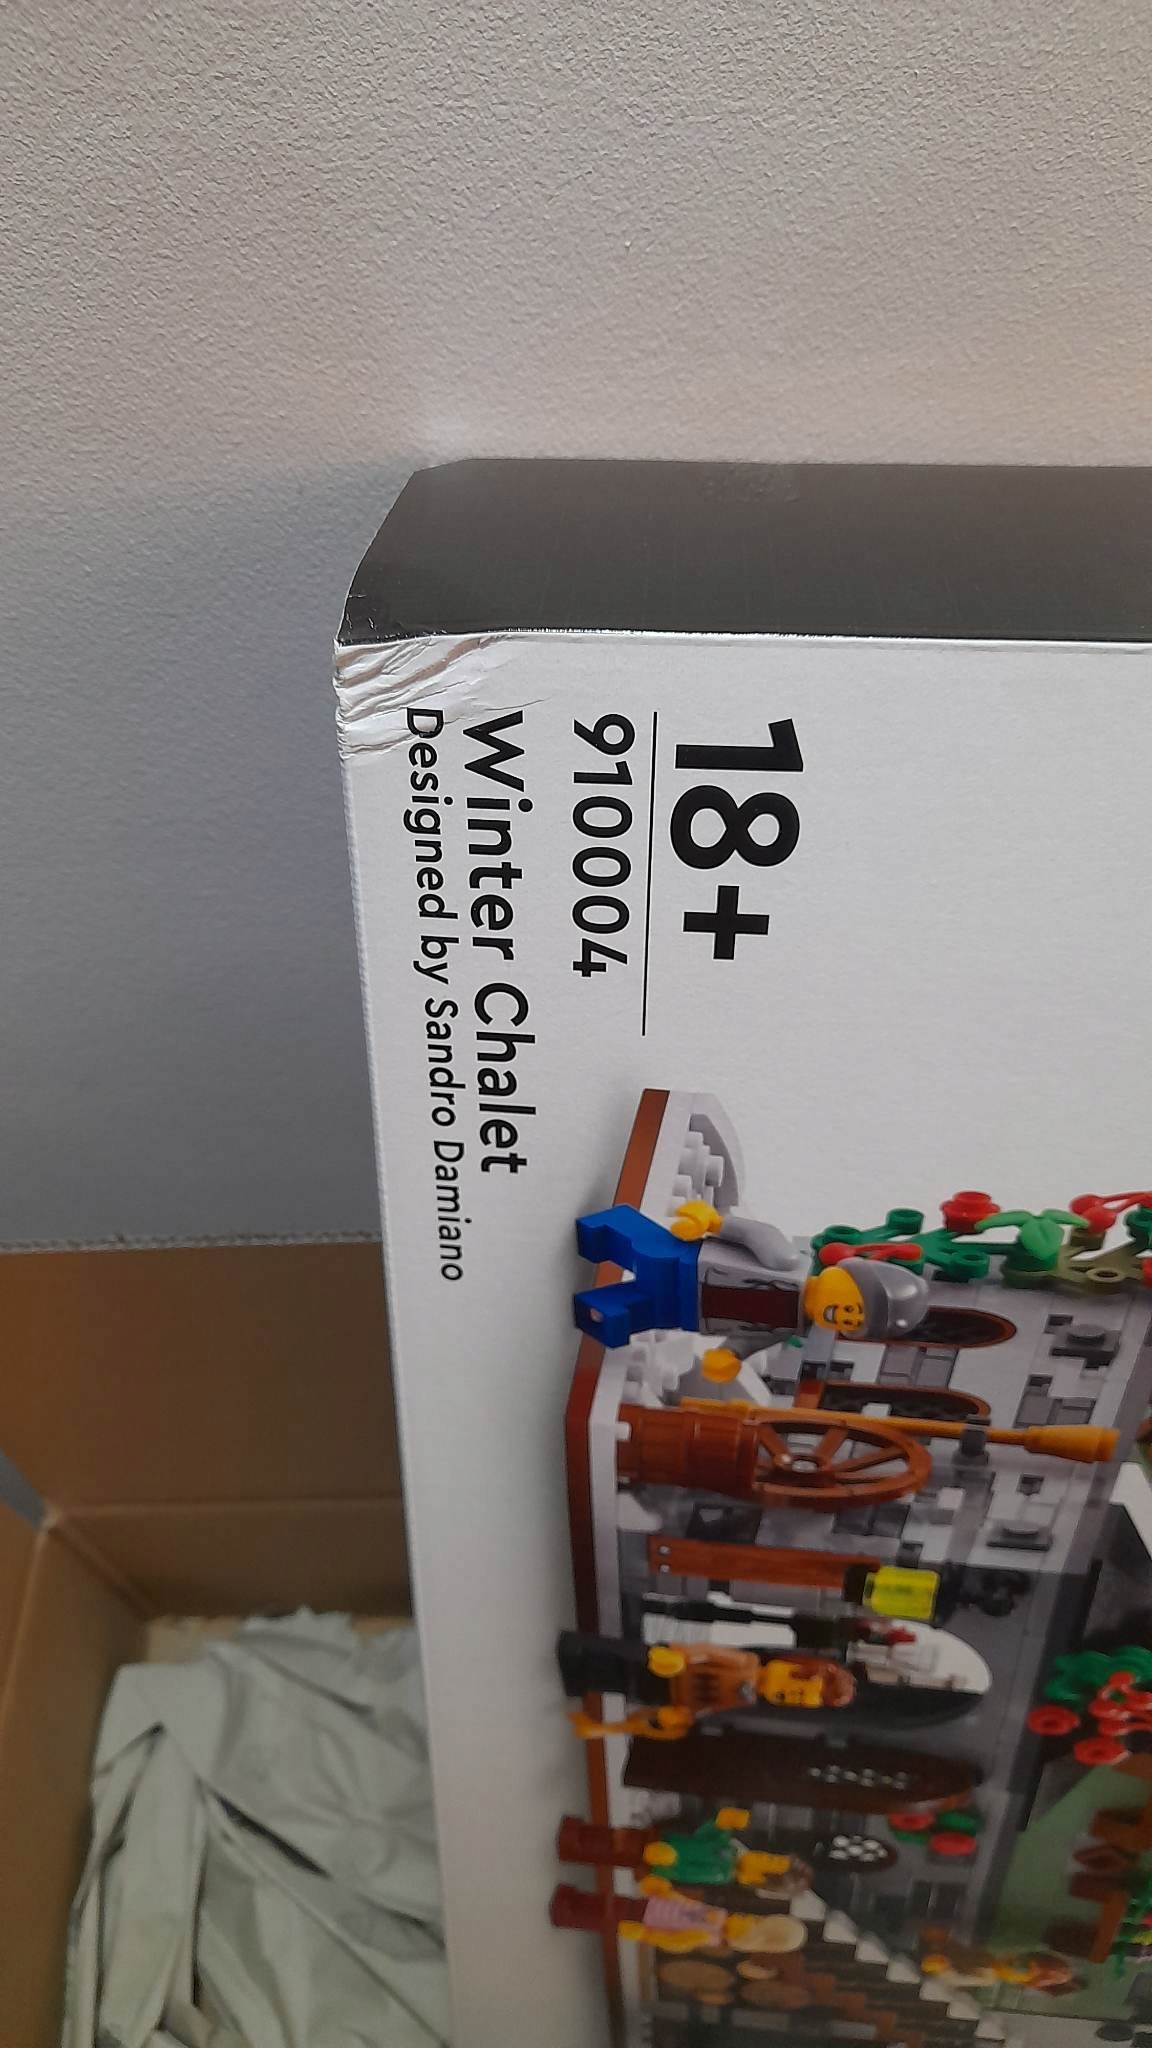 18+
910004
Winter Chalet
Designed by Sandro Damiano